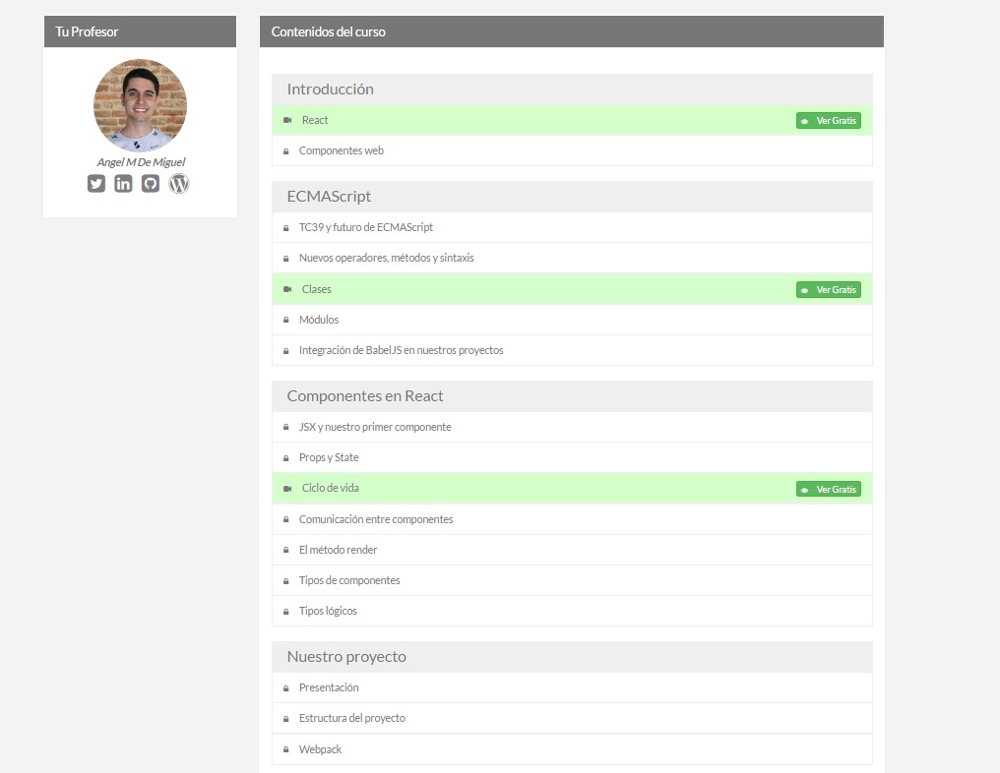 Tu Profesor
Angel M De Miguel
Contenidos del curso
Introducción
React
Ver Gratis
Componentes web
ECMAScript
TC39 y futuro de ECMAScript
Nuevos operadores, métodos y sintaxis
Clases
Ver Gratis
Módulos
Integración de BabelJS en nuestros proyectos
Componentes en React
JSX y nuestro primer componente
Props y State
Ciclo de vida
Ver Gratis
Comunicación entre componentes
El método render
Tipos de componentes
Tipos lógicos
Nuestro proyecto
Presentación
Estructura del proyecto
Webpack